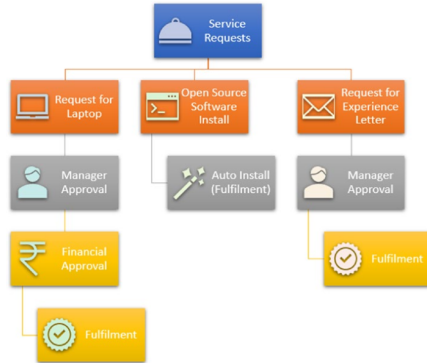 Service
Requests
Request for
Laptop
Open Source
Software
Install
Request for
Experience
Letter
Manager
Approval
Auto Install
(Fulfilment)
Manager
Approval
Financial
Approval
Fulfilment
Fulfilment